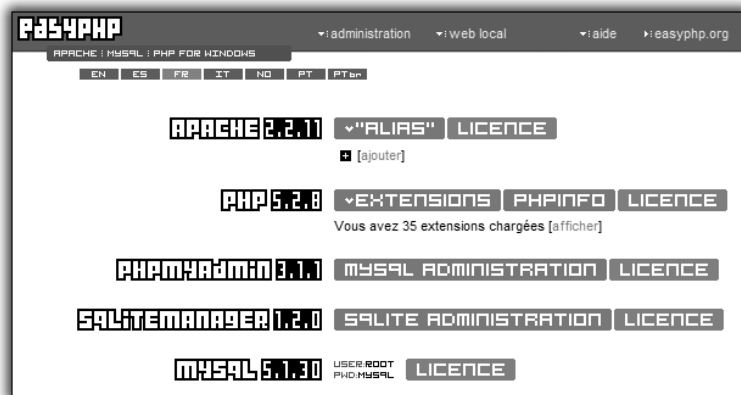 EASYPHP
administration web local aide easyphp.org
APACHE : MYSQL : PHP FOR WINDOWS
EN ES FR IT NO PT PTbr
APACHE 2.2.11 "ALIAS" LICENCE
[ajouter]
PHP 5.2.8 EXTENSIONS PHPINFO LICENCE
Vous avez 35 extensions chargées [afficher]
PHPMYADMIN 3.1.1 MYSQL ADMINISTRATION LICENCE
SQLITEMANAGER 1.2.0 SQLITE ADMINISTRATION LICENCE
MYSQL 5.1.30 USER:ROOT LICENCE
PWD:MYSQL